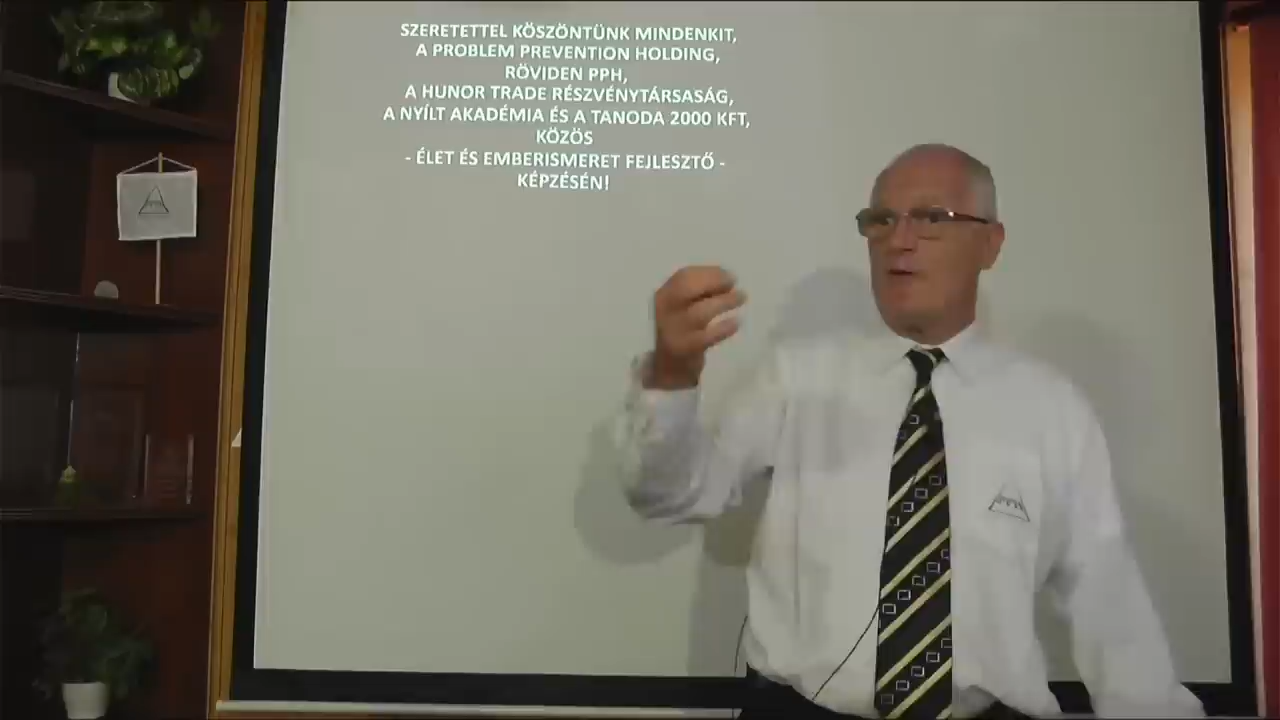 SZERETETTEL KÖSZÖNTÜNK MINDENKIT,
A PROBLEM PREVENTION HOLDING,
RÖVIDEN PPH,
A HUNOR TRADE RÉSZVÉNYTÁRSASÁG,
A NYÍLT AKADÉMIA ÉS A TANODA 2000 KFT,
KÖZÖS
- ÉLET ÉS EMBERISMERET FEJLESZTŐ -
KÉPZÉSÉN!